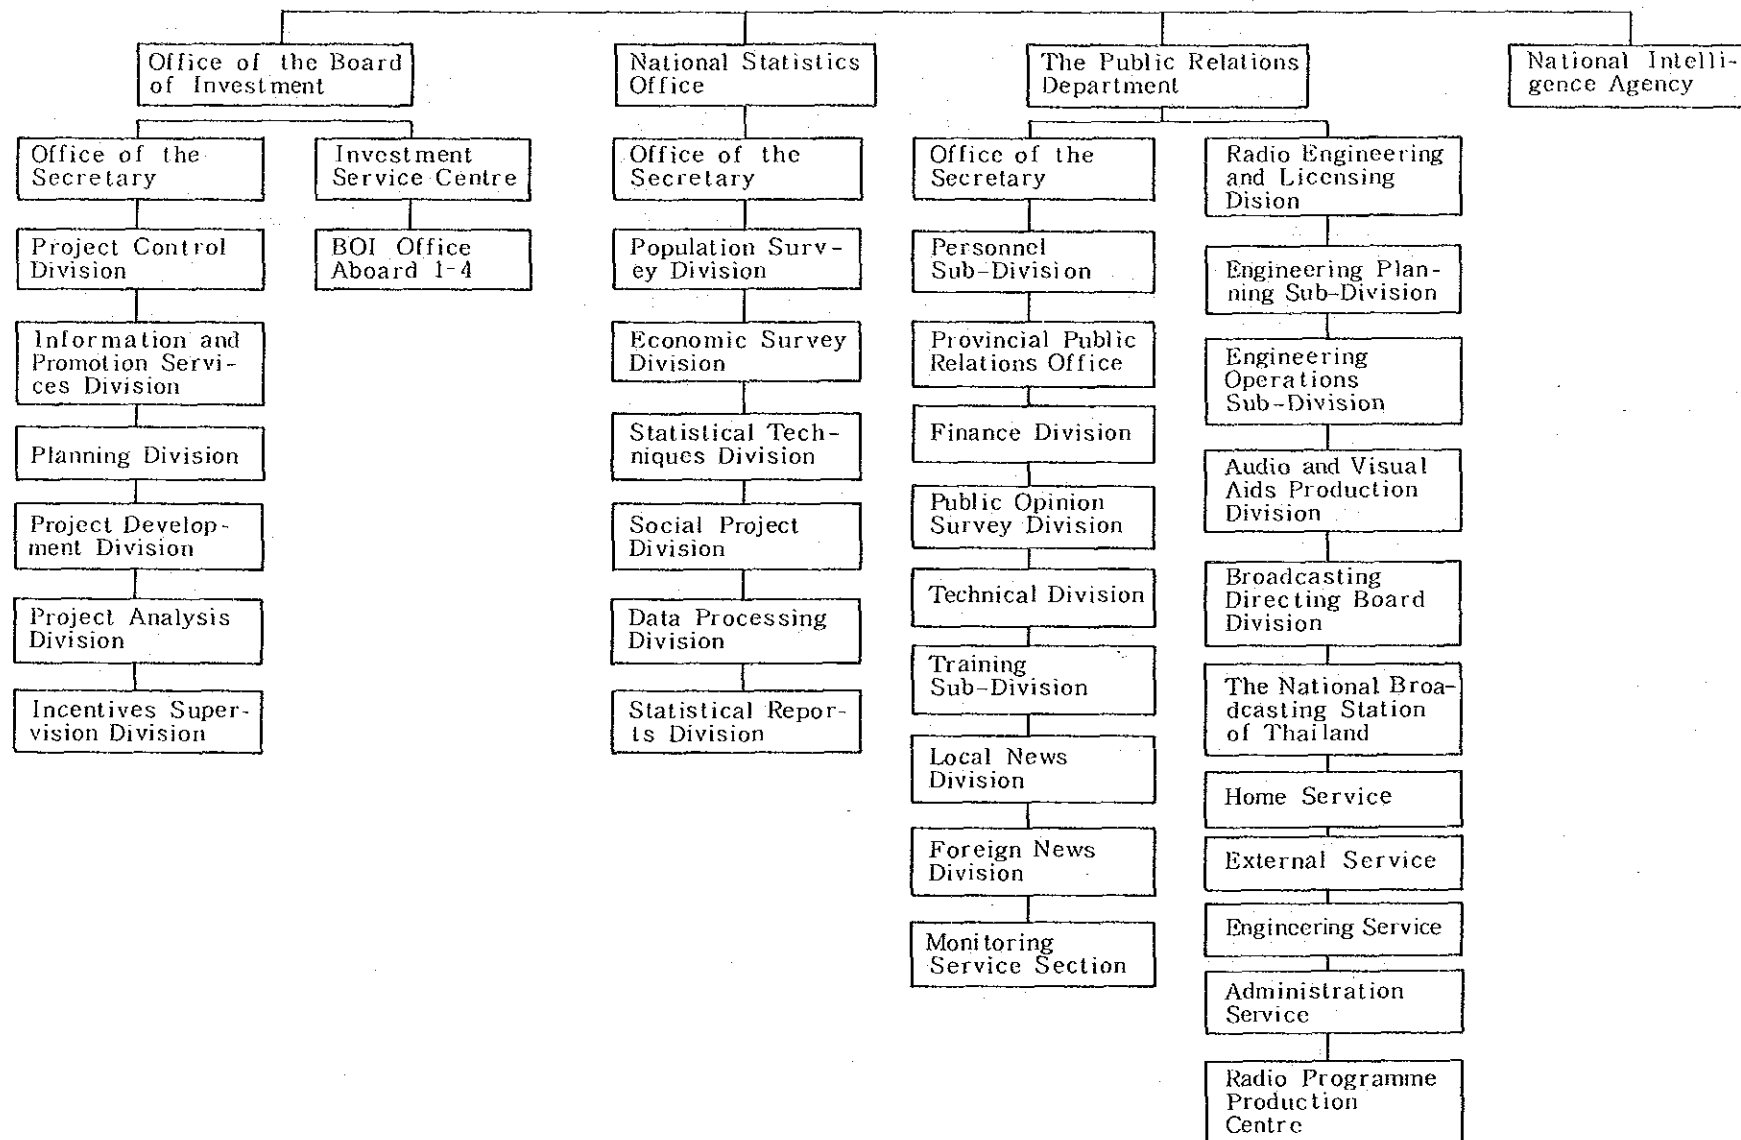 Office of the Board
of Investment
National Statistics
Office
The Public Relations
Department
National Intelli-
gence Agency
Office of the
Secretary
Project Control
Division
Information and
Promotion Servi-
ces Division
Planning Division
Project Develop-
ment Division
Project Analysis
Division
Incentives Super-
vision Division
Investment
Service Centre
BOI Office
Aboard 1-4
Office of the
Secretary
Population Surv-
ey Division
Economic Survey
Division
Statistical Tech-
niques Division
Social Project
Division
Data Processing
Division
Statistical Repor-
ts Division
Office of the
Secretary
Personnel
Sub-Division
Provincial Public
Relations Office
Finance Division
Public Opinion
Survey Division
Technical Division
Training
Sub-Division
Local News
Division
Foreign News
Division
Monitoring
Service Section
Radio Engineering
and Licensing
Dision
Engineering Plan-
ning Sub-Division
Engineering
Operations
Sub-Division
Audio and Visual
Aids Production
Division
Broadcasting
Directing Board
Division
The National Broa-
dcasting Station
of Thailand
Home Service
External Service
Engineering Service
Administration
Service
Radio Programme
Production
Centre